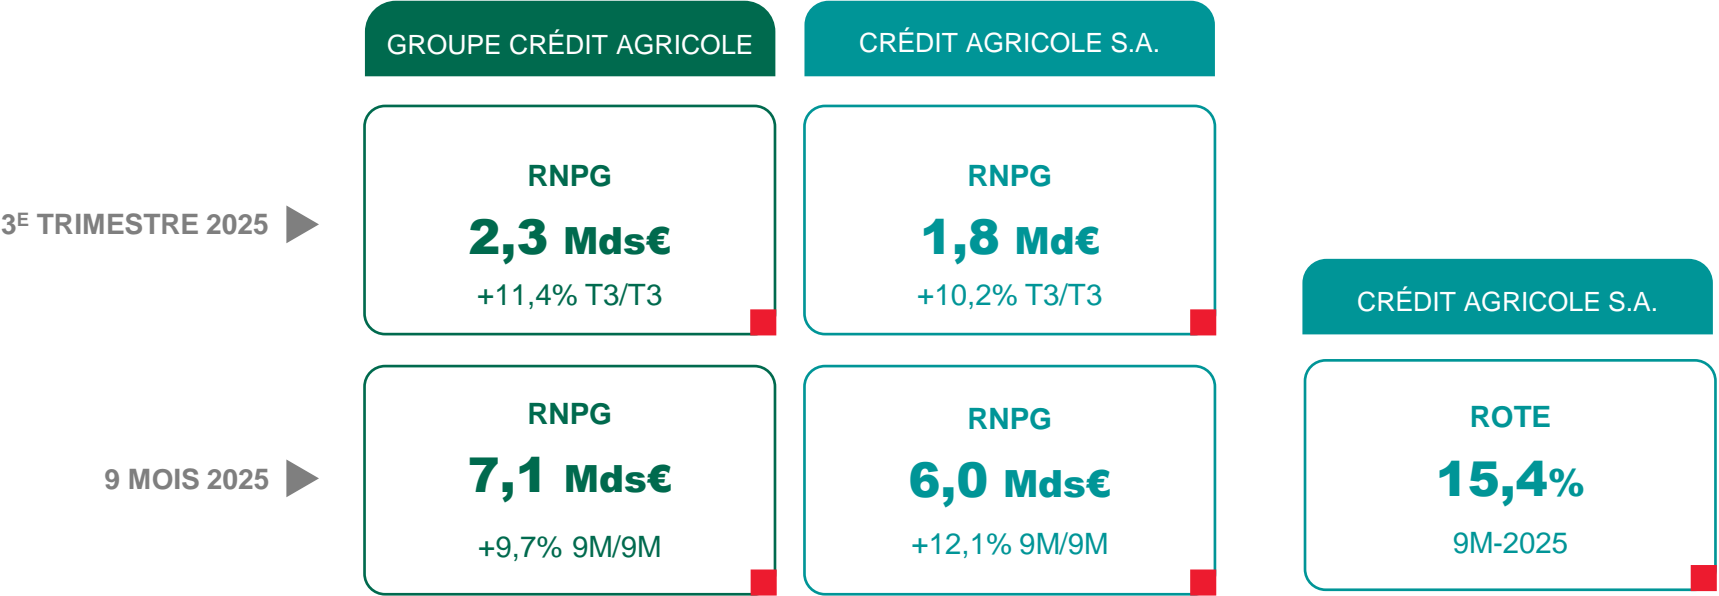 GROUPE CRÉDIT AGRICOLE
CRÉDIT AGRICOLE S.A.
3E TRIMESTRE 2025
RNPG
2,3 Mds€
+11,4% T3/T3
RNPG
1,8 Md€
+10,2% T3/T3
9 MOIS 2025
RNPG
7,1 Mds€
+9,7% 9M/9M
RNPG
6,0 Mds€
+12,1% 9M/9M
CRÉDIT AGRICOLE S.A.
ROTE
15,4%
9M-2025